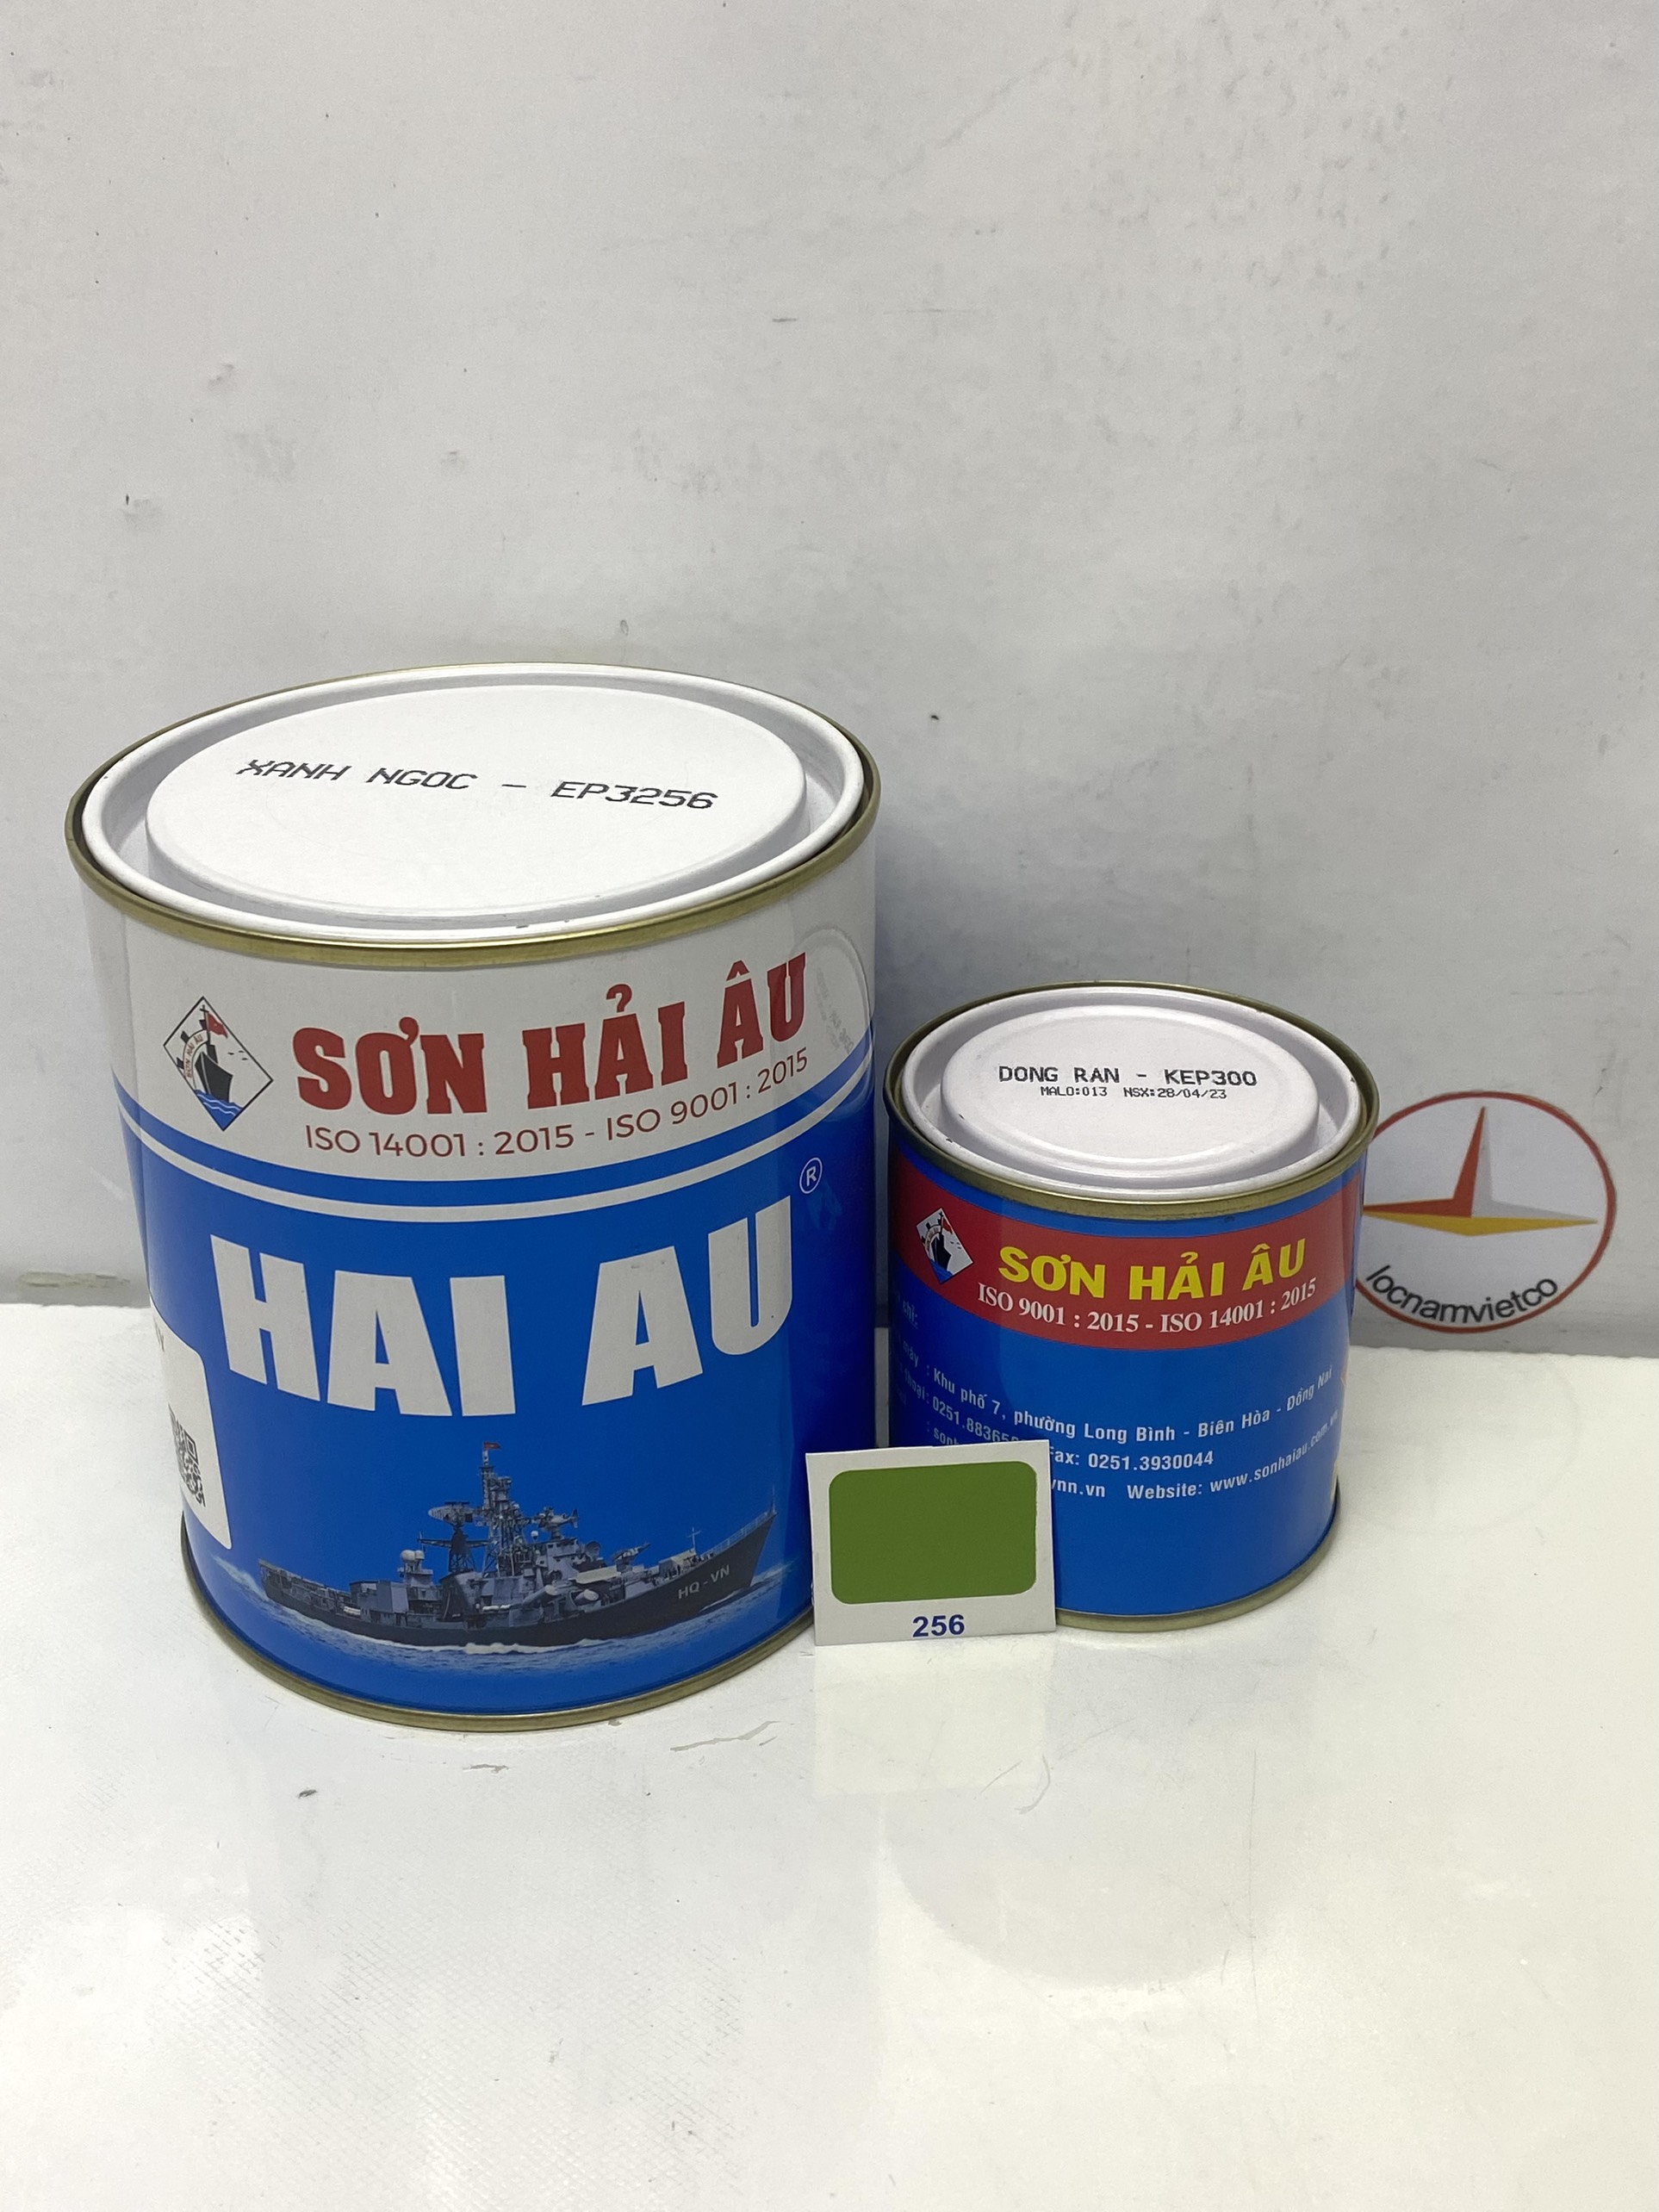 XANH NGOC - EP3256
SƠN HẢI ÂU
ISO 14001 : 2015 - ISO 9001 : 2015
HAI AU
®
HQ - VN
DONG RAN - KEP300
MALO:013 NSX:28/04/23
SƠN HẢI ÂU
ISO 9001 : 2015 - ISO 14001 : 2015
: Khu phố 7, phường Long Bình - Biên Hòa - Đồng Nai
Fax: 0251.3930044
Website: www.sonhaiau.com.vn
256
locnamvietco